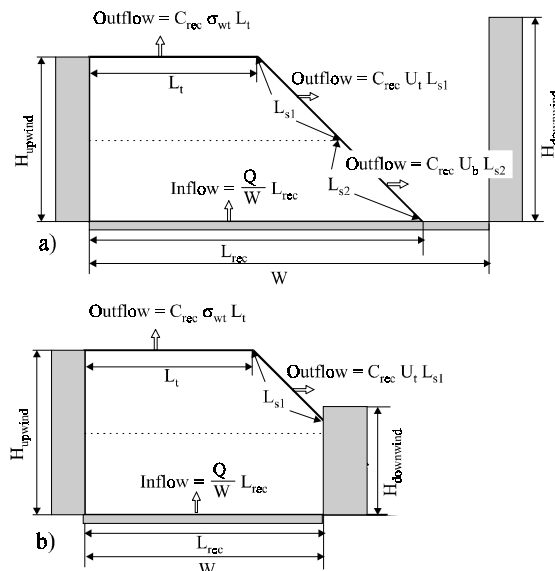 Outflow = C_rec σ_wt L_t
L_t
Outflow = C_rec U_t L_s1
L_s1
H_upwind
H_downwind
Outflow = C_rec U_b L_s2
L_s2
Inflow = Q/W L_rec
a)
L_rec
W
Outflow = C_rec σ_wt L_t
Outflow = C_rec U_t L_s1
L_t
L_s1
H_upwind
H_downwind
Inflow = Q/W L_rec
b)
L_rec
W